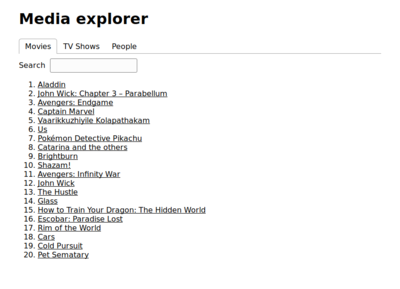 Media explorer
Movies TV Shows People
Search
1. Aladdin
2. John Wick: Chapter 3 – Parabellum
3. Avengers: Endgame
4. Captain Marvel
5. Vaarikkuzhiyile Kolapathakam
6. Us
7. Pokémon Detective Pikachu
8. Catarina and the others
9. Brightburn
10. Shazam!
11. Avengers: Infinity War
12. John Wick
13. The Hustle
14. Glass
15. How to Train Your Dragon: The Hidden World
16. Escobar: Paradise Lost
17. Rim of the World
18. Cars
19. Cold Pursuit
20. Pet Sematary